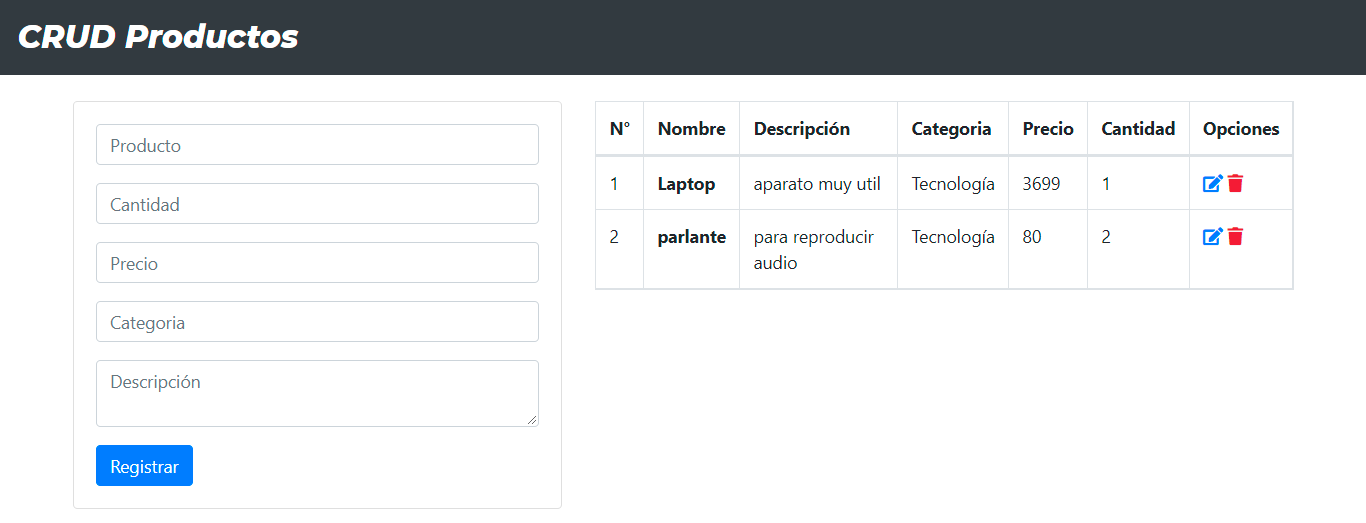 CRUD Productos
Producto
Cantidad
Precio
Categoria
Descripción
Registrar
N° Nombre Descripción Categoria Precio Cantidad Opciones
1 Laptop aparato muy util Tecnología 3699 1
2 parlante para reproducir Tecnología 80 2
audio